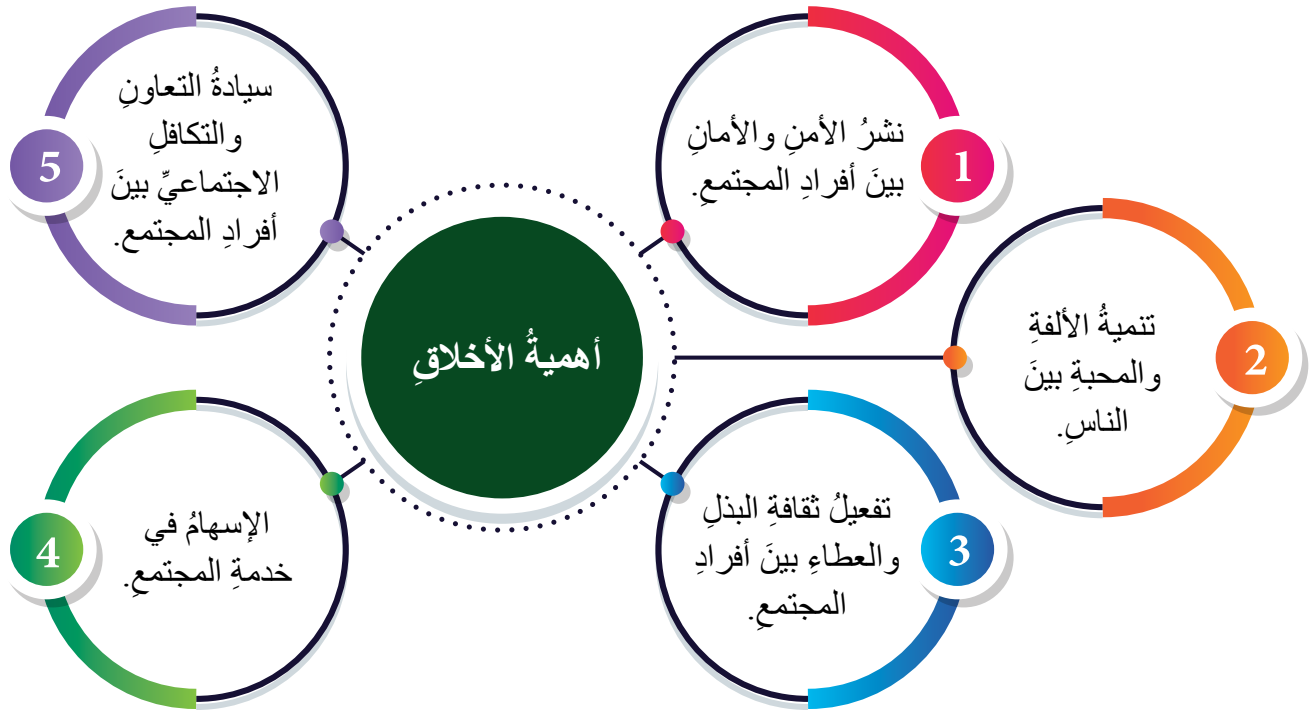 أهميةُ الأخلاقِ
1
نشرُ الأمنِ والأمانِ
بينَ أفرادِ المجتمعِ.
2
تنميةُ الألفةِ
والمحبةِ بينَ
الناسِ.
3
تفعيلُ ثقافةِ البذلِ
والعطاءِ بينَ أفرادِ
المجتمعِ.
4
الإسهامُ في
خدمةِ المجتمعِ.
5
سيادةُ التعاونِ
والتكافلِ
الاجتماعيِّ بينَ
أفرادِ المجتمع.